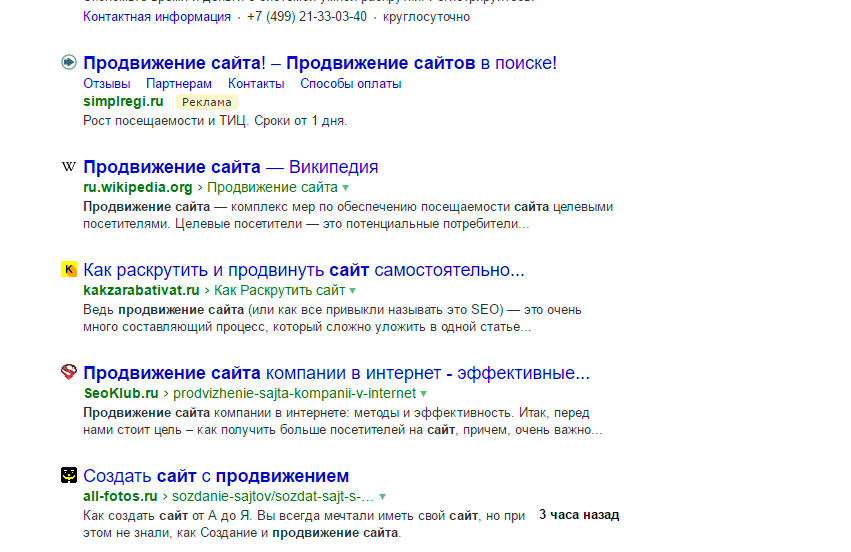 Контактная информация · +7 (499) 21-33-03-40 · круглосуточно
Продвижение сайта! – Продвижение сайтов в поиске!
Отзывы Партнерам Контакты Способы оплаты
simplregi.ru Реклама
Рост посещаемости и ТИЦ. Сроки от 1 дня.
W Продвижение сайта — Википедия
ru.wikipedia.org › Продвижение сайта
Продвижение сайта — комплекс мер по обеспечению посещаемости сайта целевыми
посетителями. Целевые посетители — это потенциальные потребители...
K Как раскрутить и продвинуть сайт самостоятельно...
kakzarabativat.ru › Как Раскрутить сайт
Ведь продвижение сайта (или как все привыкли называть это SEO) — это очень
много составляющий процесс, который сложно уложить в одной статье...
Продвижение сайта компании в интернет - эффективные...
SeoKlub.ru › prodvizhenie-sajta-kompanii-v-internet
Продвижение сайта компании в интернете: методы и эффективность. Итак, перед
нами стоит цель – как получить больше посетителей на сайт, причем, очень важно...
Создать сайт с продвижением
all-fotos.ru › sozdanie-sajtov/sozdat-sajt-s-...
Как создать сайт от А до Я. Вы всегда мечтали иметь свой сайт, но при 3 часа назад
этом не знали, как Создание и продвижение сайта.